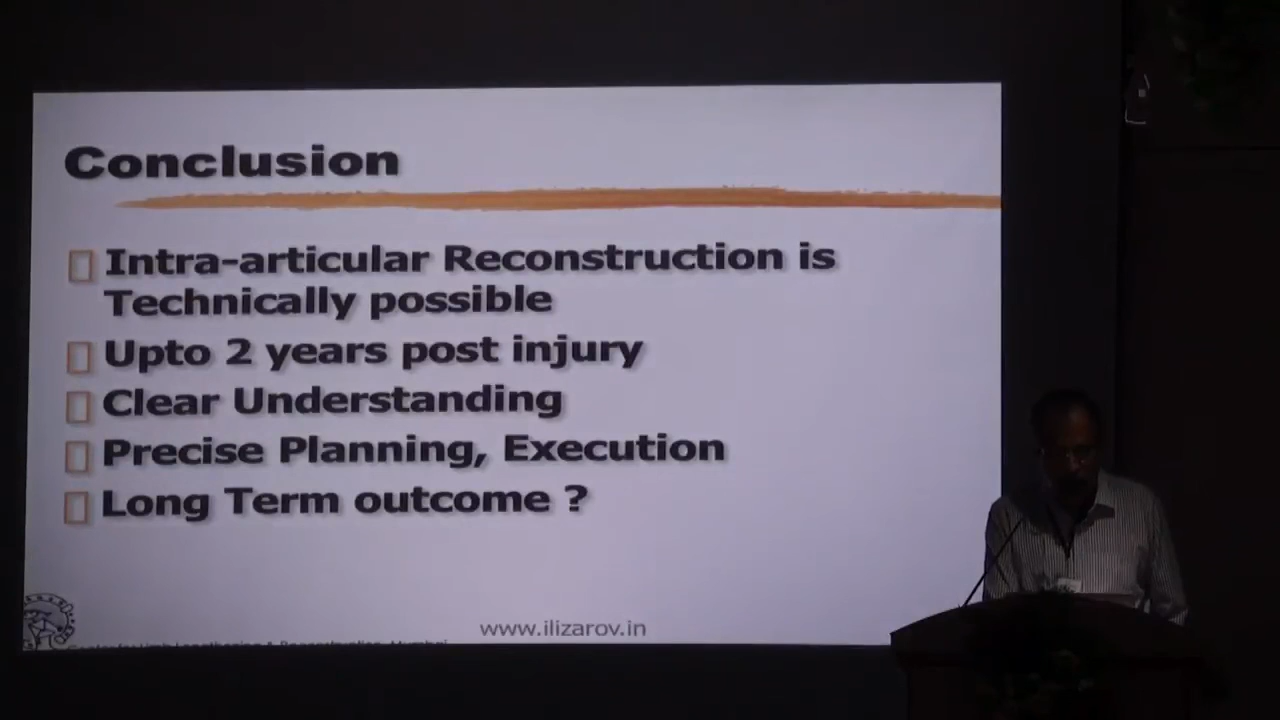 Conclusion
Intra-articular Reconstruction is
Technically possible
Upto 2 years post injury
Clear Understanding
Precise Planning, Execution
Long Term outcome ?
www.ilizarov.in